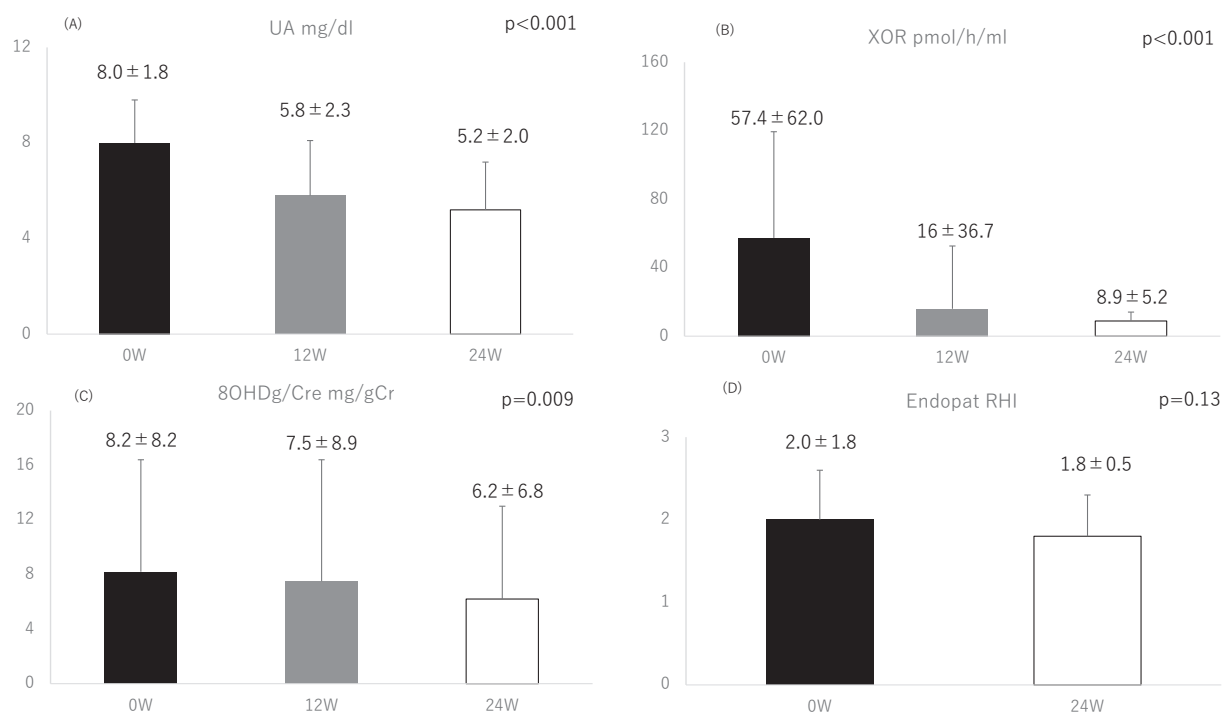 (A)
UA mg/dl
p<0.001
12
8
4
0
8.0±1.8
5.8±2.3
5.2±2.0
0W
12W
24W
(B)
XOR pmol/h/ml
p<0.001
160
120
80
40
0
57.4±62.0
16±36.7
8.9±5.2
0W
12W
24W
(C)
8OHDg/Cre mg/gCr
p=0.009
20
16
12
8
4
0
8.2±8.2
7.5±8.9
6.2±6.8
0W
12W
24W
(D)
Endopat RHI
p=0.13
3
2
1
0
2.0±1.8
1.8±0.5
0W
24W